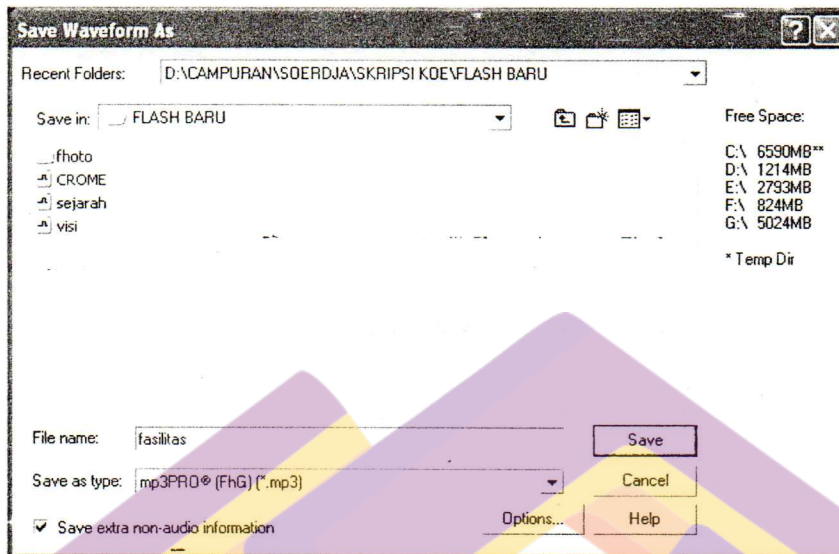 Save Waveform As
Recent Folders: D:\CAMPURAN\SOERDJA\SKRIPSI KOE\FLASH BARU
Save in: FLASH BARU
Free Space:
fhoto
CROME
sejarah
visi
C:\ 6590MB**
D:\ 1214MB
E:\ 2793MB
F:\ 824MB
G:\ 5024MB
* Temp Dir
File name: fasilitas
Save
Save as type: mp3PRO® (FhG) (*.mp3)
Cancel
Save extra non-audio information
Options...
Help